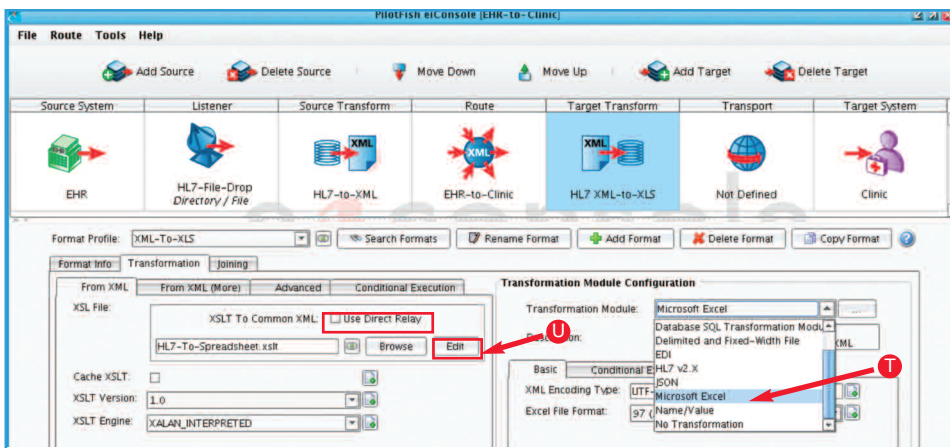 PilotFish eiConsole [EHR-to-Clinic]
File Route Tools Help
Add Source Delete Source Move Down Move Up Add Target Delete Target
Source System Listener Source Transform Route Target Transform Transport Target System
XML XML XML
EHR HL7-File-Drop HL7-to-XML EHR-to-Clinic HL7 XML-to-XLS Not Defined Clinic
Directory / File
eiConsole
Format Profile: XML-To-XLS Search Formats Rename Format Add Format Delete Format Copy Format ?
Format Info Transformation Joining
From XML From XML (More) Advanced Conditional Execution
XSL File:
XSLT To Common XML: Use Direct Relay
HL7-To-Spreadsheet.xslt Browse Edit
Cache XSLT:
XSLT Version: 1.0
XSLT Engine: XALAN_INTERPRETED
U
Transformation Module Configuration
Transformation Module: Microsoft Excel ...
Database SQL Transformation Modu
Delimited and Fixed-Width File
XML
EDI
HL7 v2.X
JSON
Microsoft Excel
Name/Value
No Transformation
T
Basic Conditional E
XML Encoding Type: UTF-
Excel File Format: 97 (